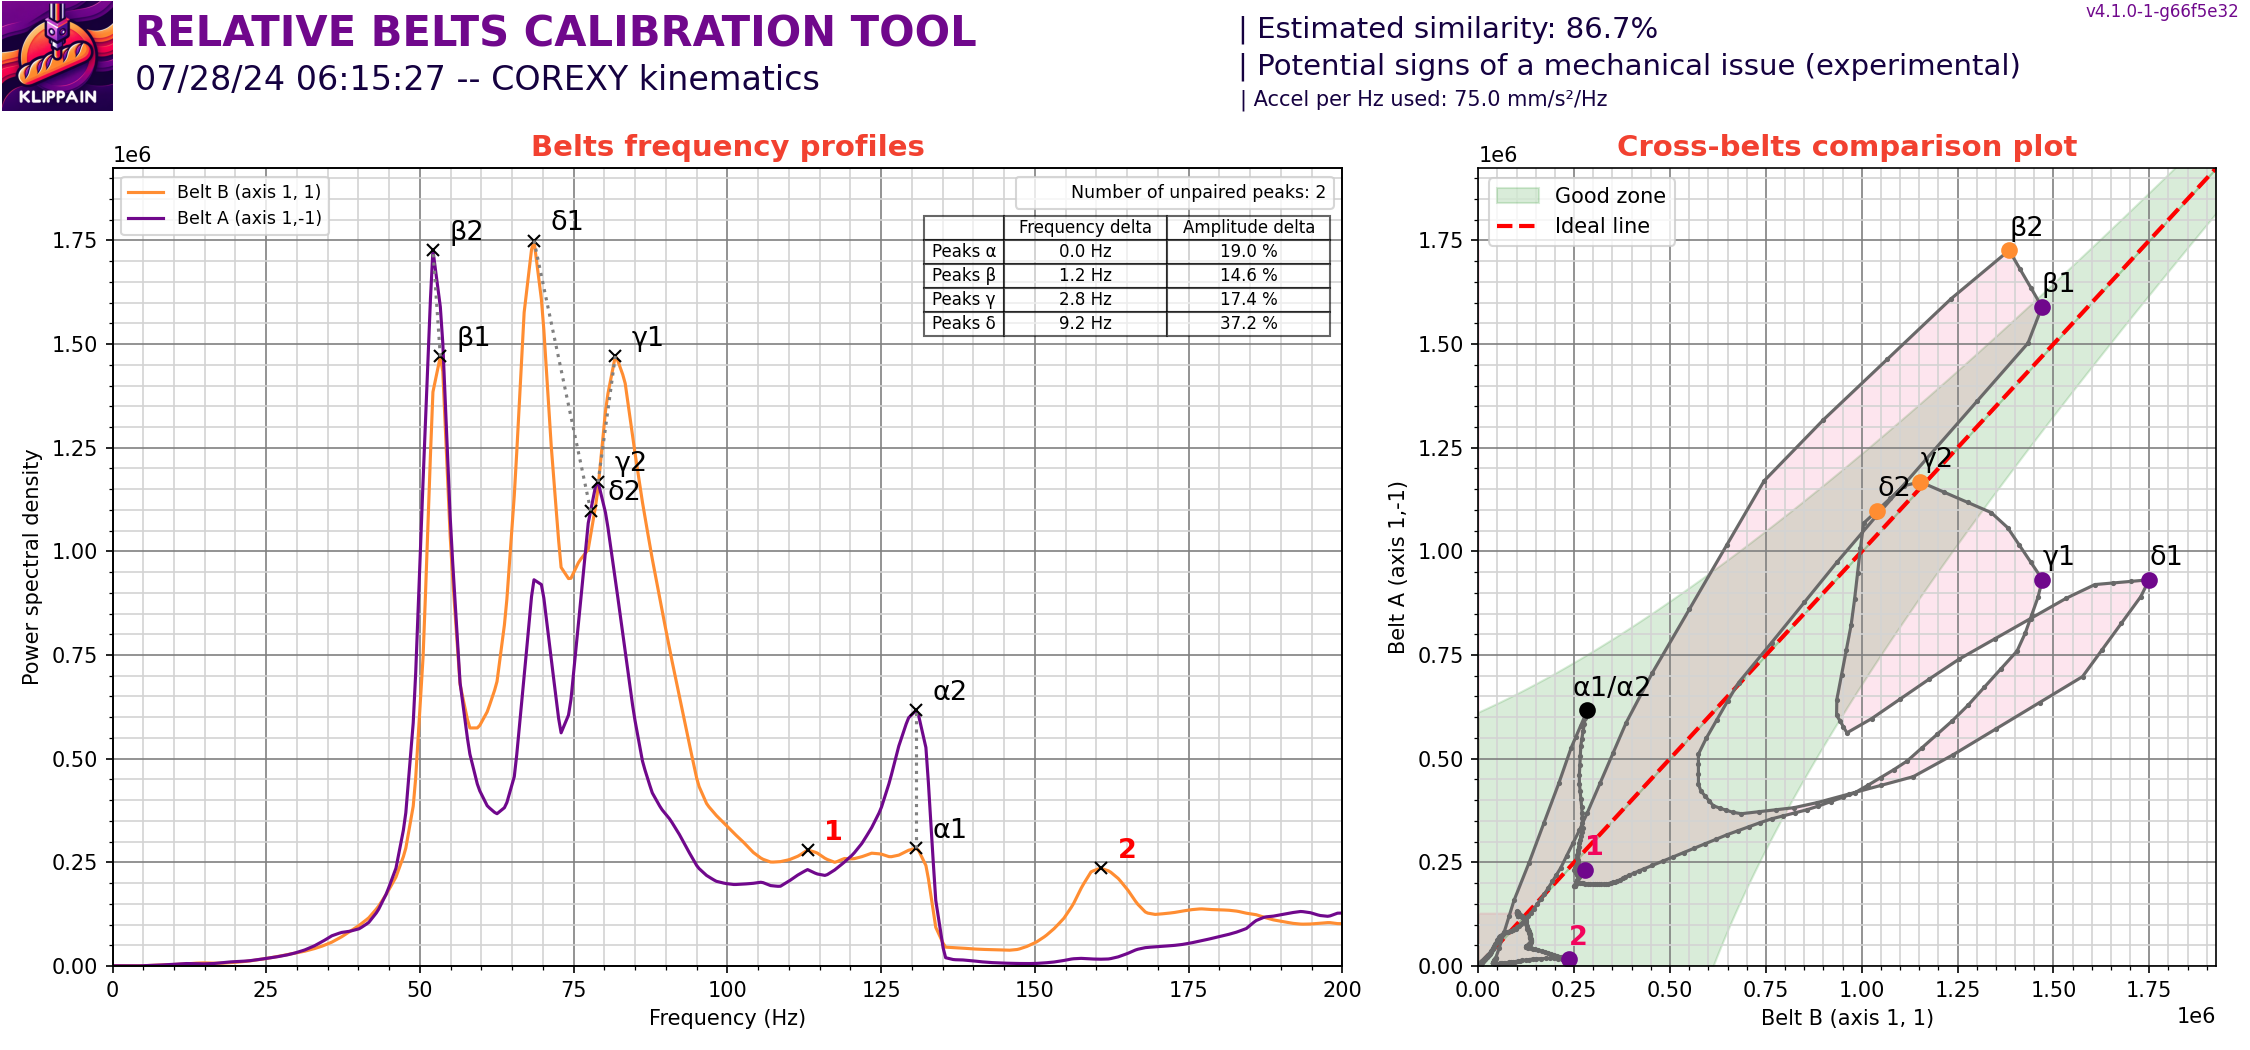 v4.1.0-1-g66f5e32
KLIPPAIN
RELATIVE BELTS CALIBRATION TOOL
07/28/24 06:15:27 -- COREXY kinematics
| Estimated similarity: 86.7%
| Potential signs of a mechanical issue (experimental)
| Accel per Hz used: 75.0 mm/s²/Hz
Belts frequency profiles
1e6
Belt B (axis 1, 1)
Belt A (axis 1,-1)
Number of unpaired peaks: 2
Frequency delta Amplitude delta
Peaks α 0.0 Hz 19.0 %
Peaks β 1.2 Hz 14.6 %
Peaks γ 2.8 Hz 17.4 %
Peaks δ 9.2 Hz 37.2 %
β2
δ1
β1
γ1
γ2
δ2
α2
α1
1
2
1.75
1.50
1.25
1.00
0.75
0.50
0.25
0.00
Power spectral density
0 25 50 75 100 125 150 175 200
Frequency (Hz)
Cross-belts comparison plot
1e6
Good zone
Ideal line
β2
β1
γ2
δ2
γ1
δ1
α1/α2
1
2
1.75
1.50
1.25
1.00
0.75
0.50
0.25
0.00
Belt A (axis 1,-1)
0.00 0.25 0.50 0.75 1.00 1.25 1.50 1.75
Belt B (axis 1, 1)
1e6